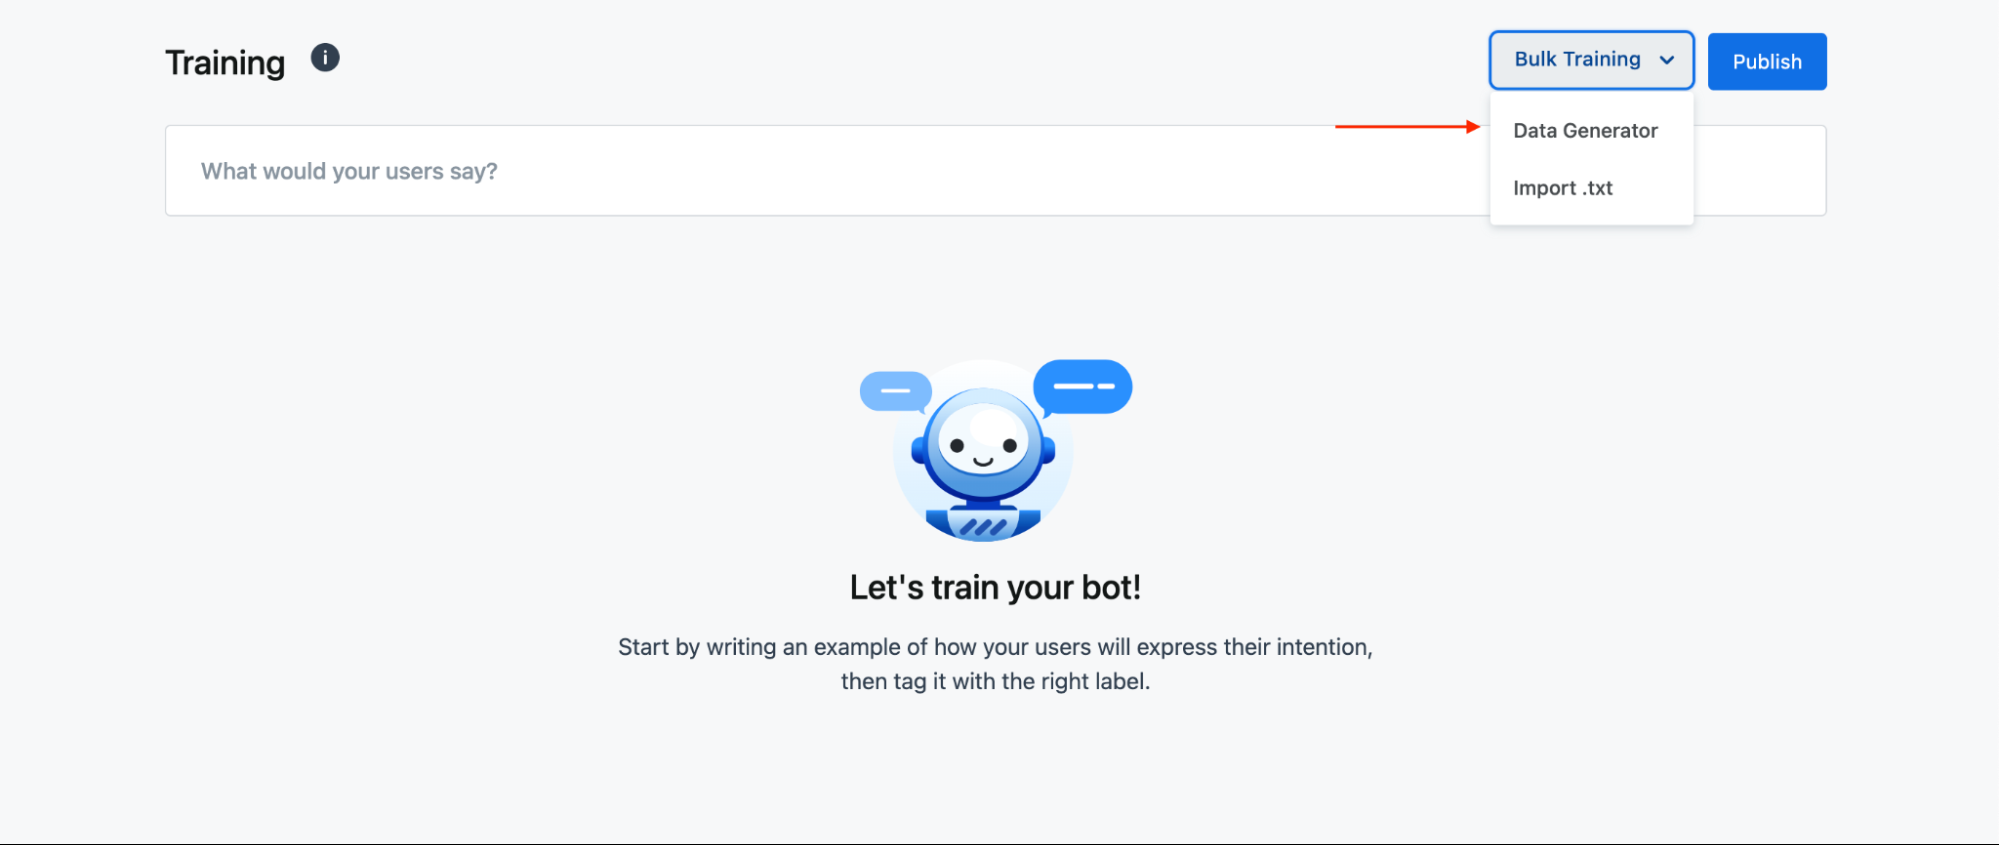 Training
Bulk Training
Publish
Data Generator
Import .txt
What would your users say?
Let's train your bot!
Start by writing an example of how your users will express their intention,
then tag it with the right label.